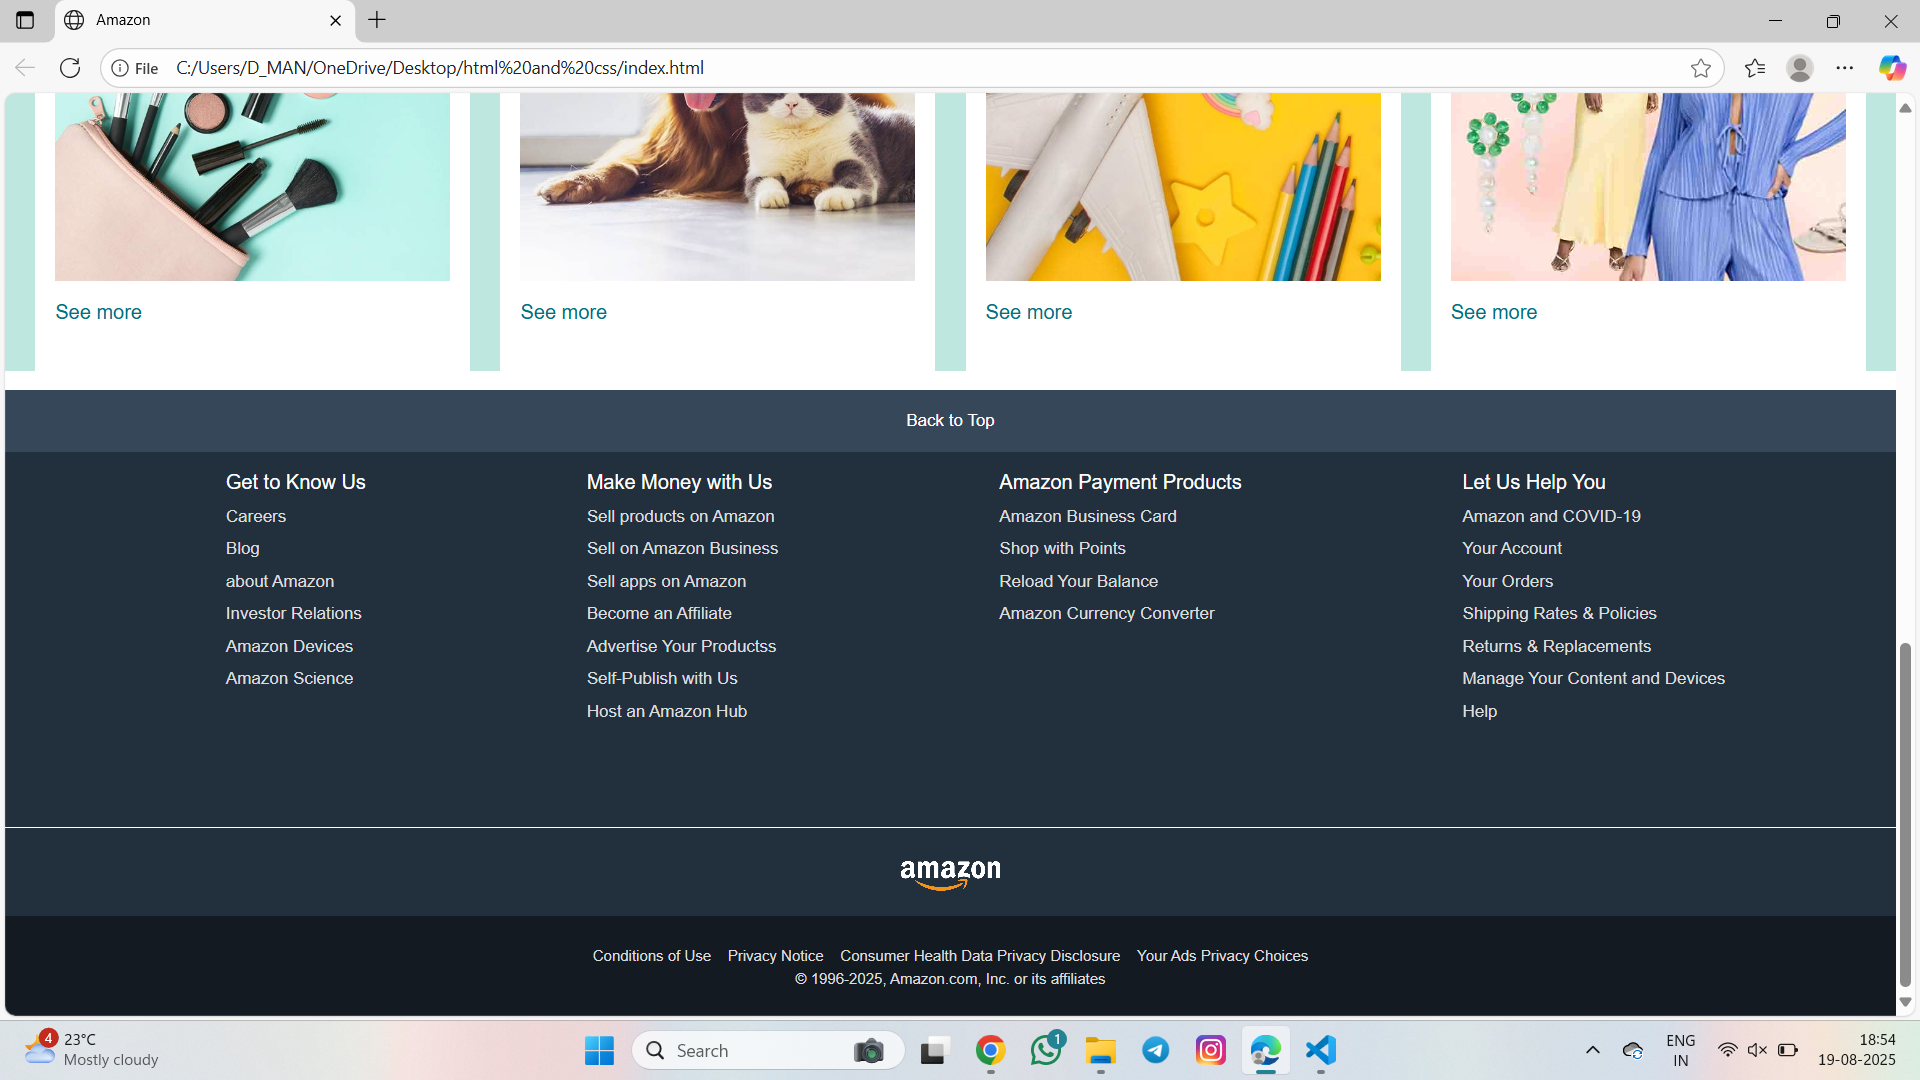 Amazon
File C:/Users/D_MAN/OneDrive/Desktop/html%20and%20css/index.html
See more
See more
See more
See more
Back to Top
Get to Know Us
Careers
Blog
about Amazon
Investor Relations
Amazon Devices
Amazon Science
Make Money with Us
Sell products on Amazon
Sell on Amazon Business
Sell apps on Amazon
Become an Affiliate
Advertise Your Productss
Self-Publish with Us
Host an Amazon Hub
Amazon Payment Products
Amazon Business Card
Shop with Points
Reload Your Balance
Amazon Currency Converter
Let Us Help You
Amazon and COVID-19
Your Account
Your Orders
Shipping Rates & Policies
Returns & Replacements
Manage Your Content and Devices
Help
amazon
Conditions of Use Privacy Notice Consumer Health Data Privacy Disclosure Your Ads Privacy Choices
© 1996-2025, Amazon.com, Inc. or its affiliates
4
23°C
Mostly cloudy
Search
1
ENG
IN
18:54
19-08-2025